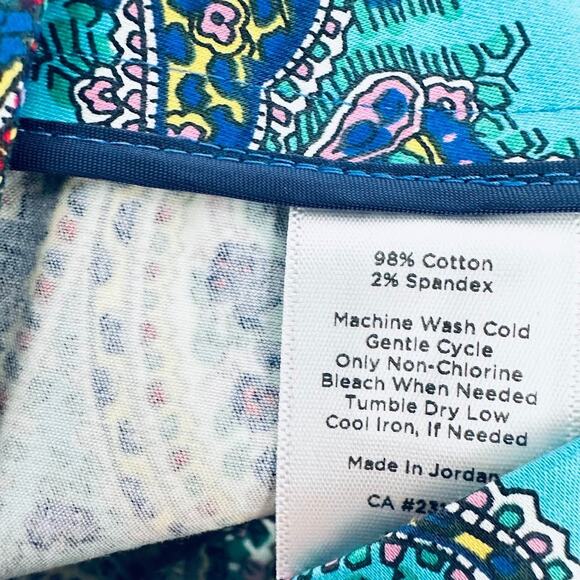 98% Cotton
2% Spandex
Machine Wash Cold
Gentle Cycle
Only Non-Chlorine
Bleach When Needed
Tumble Dry Low
Cool Iron, If Needed
Made In Jordan
CA